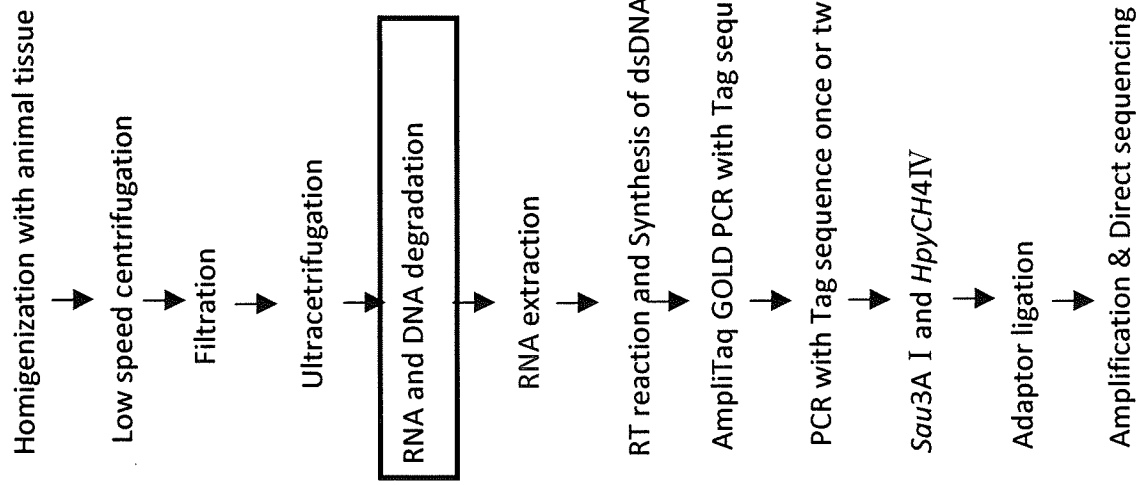 Homigenization with animal tissue
Low speed centrifugation
Filtration
Ultracetrifugation
RNA and DNA degradation
RNA extraction
RT reaction and Synthesis of dsDNA
AmpliTaq GOLD PCR with Tag sequ
PCR with Tag sequence once or tw
Sau3A I and HpyCH4IV
Adaptor ligation
Amplification & Direct sequencing